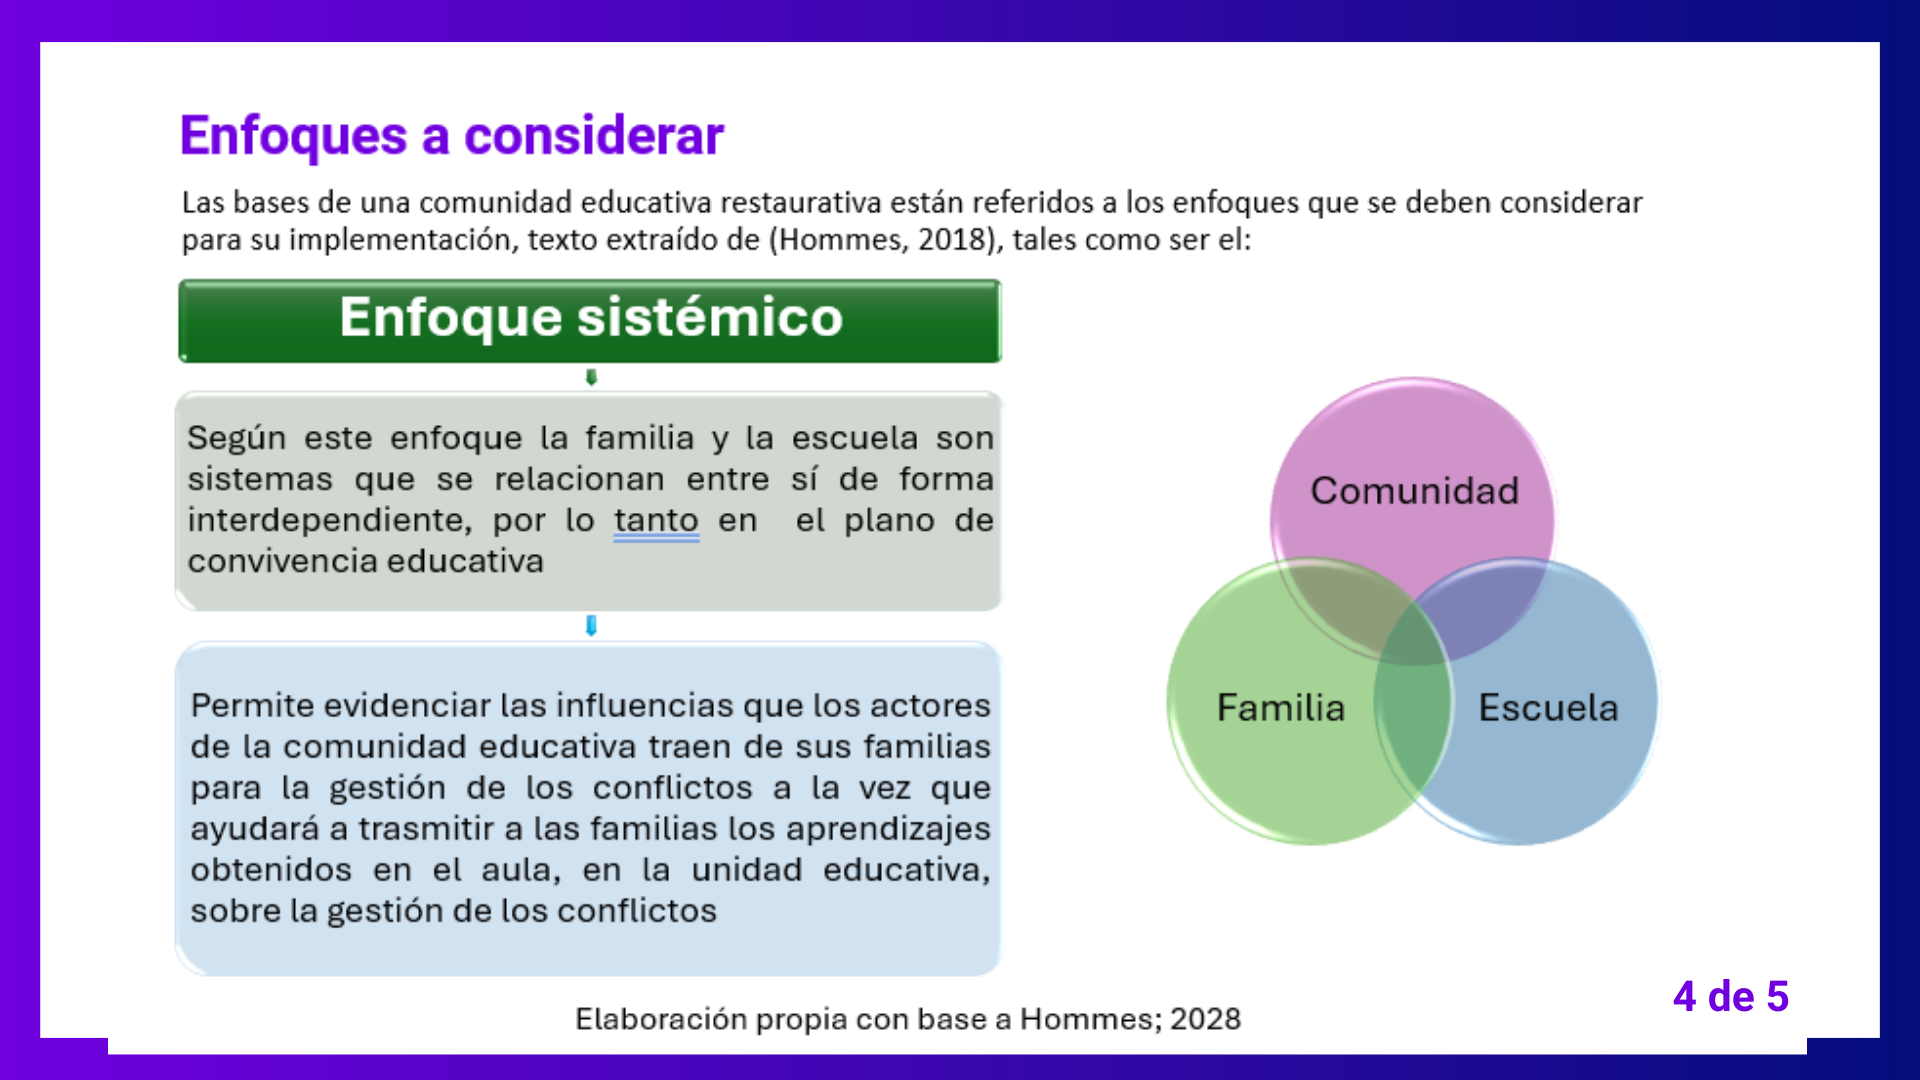 Enfoques a considerar
Las bases de una comunidad educativa restaurativa están referidos a los enfoques que se deben considerar
para su implementación, texto extraído de (Hommes, 2018), tales como ser el:
Enfoque sistémico
Según este enfoque la familia y la escuela son
sistemas que se relacionan entre sí de forma
interdependiente, por lo tanto en  el plano de
convivencia educativa
Permite evidenciar las influencias que los actores
de la comunidad educativa traen de sus familias
para la gestión de los conflictos a la vez que
ayudará a trasmitir a las familias los aprendizajes
obtenidos en el aula, en la unidad educativa,
sobre la gestión de los conflictos
Comunidad
Familia
Escuela
Elaboración propia con base a Hommes; 2028
4 de 5